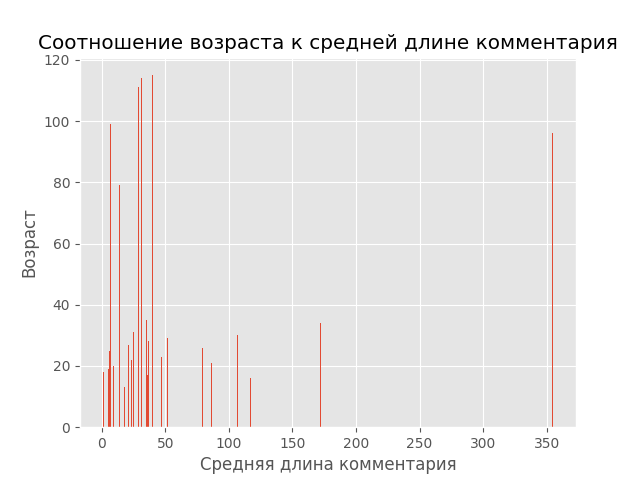 Соотношение возраста к средней длине комментария
120
100
80
60
40
20
0
Возраст
0 50 100 150 200 250 300 350
Средняя длина комментария